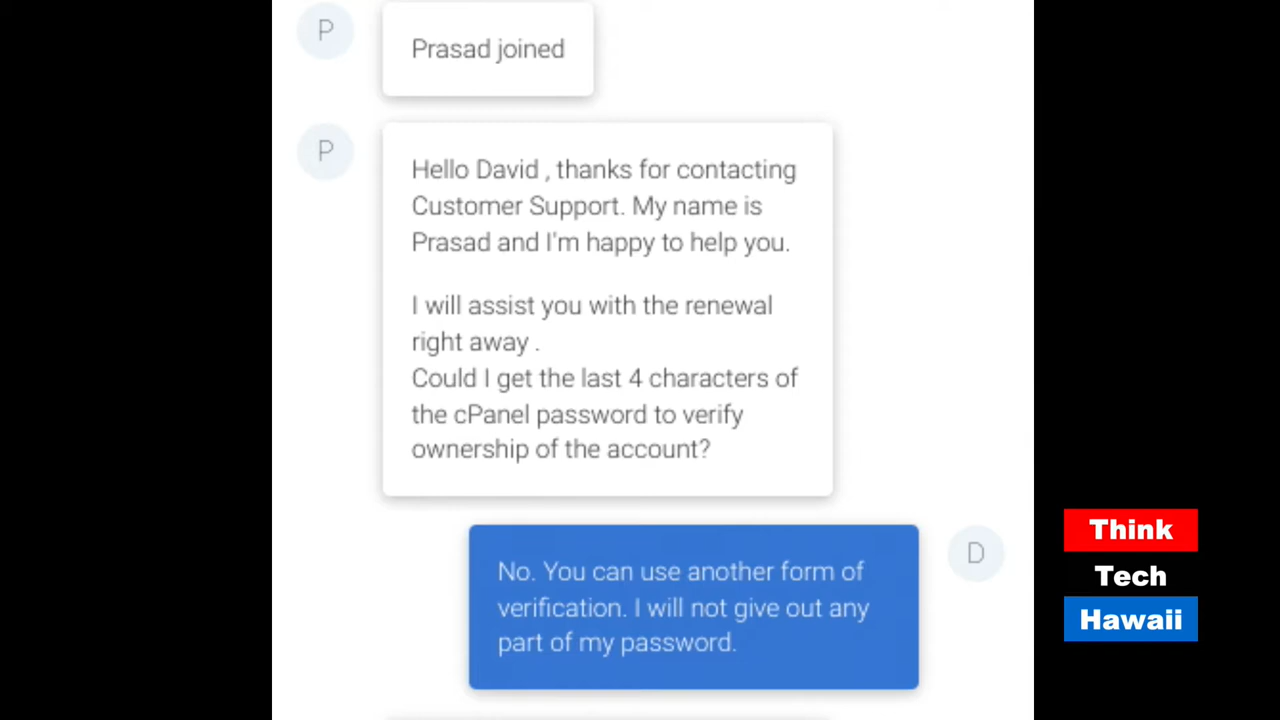 P
Prasad joined
P
Hello David , thanks for contacting
Customer Support. My name is
Prasad and I'm happy to help you.
I will assist you with the renewal
right away .
Could I get the last 4 characters of
the cPanel password to verify
ownership of the account?
D
No. You can use another form of
verification. I will not give out any
part of my password.
Think
Tech
Hawaii